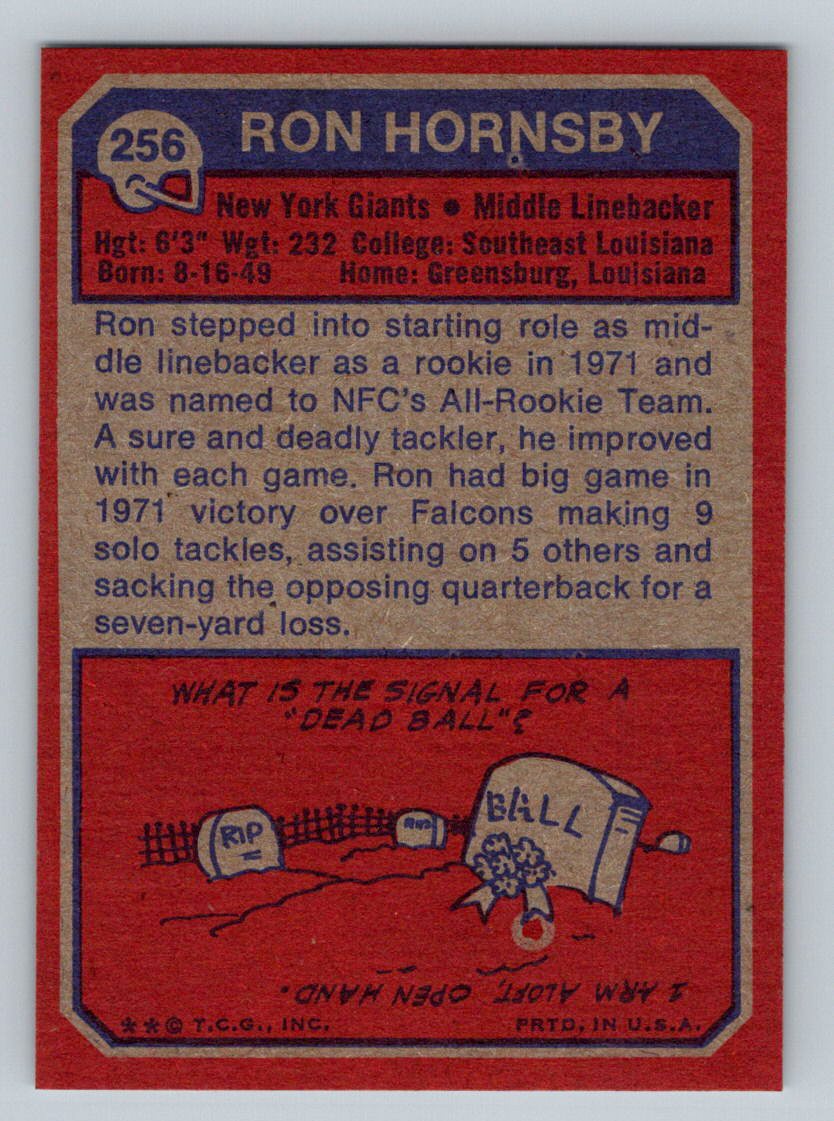 256
RON HORNSBY
New York Giants • Middle Linebacker
Hgt: 6'3" Wgt: 232 College: Southeast Louisiana
Born: 8-16-49 Home: Greensburg, Louisiana
Ron stepped into starting role as mid-
dle linebacker as a rookie in 1971 and
was named to NFC's All-Rookie Team.
A sure and deadly tackler, he improved
with each game. Ron had big game in
1971 victory over Falcons making 9
solo tackles, assisting on 5 others and
sacking the opposing quarterback for a
seven-yard loss.
WHAT IS THE SIGNAL FOR A
"DEAD BALL"?
BALL
RIP
RIP
1 ARM ALOFT, OPEN HAND.
**© T.C.G., INC. PRTD. IN U.S.A.